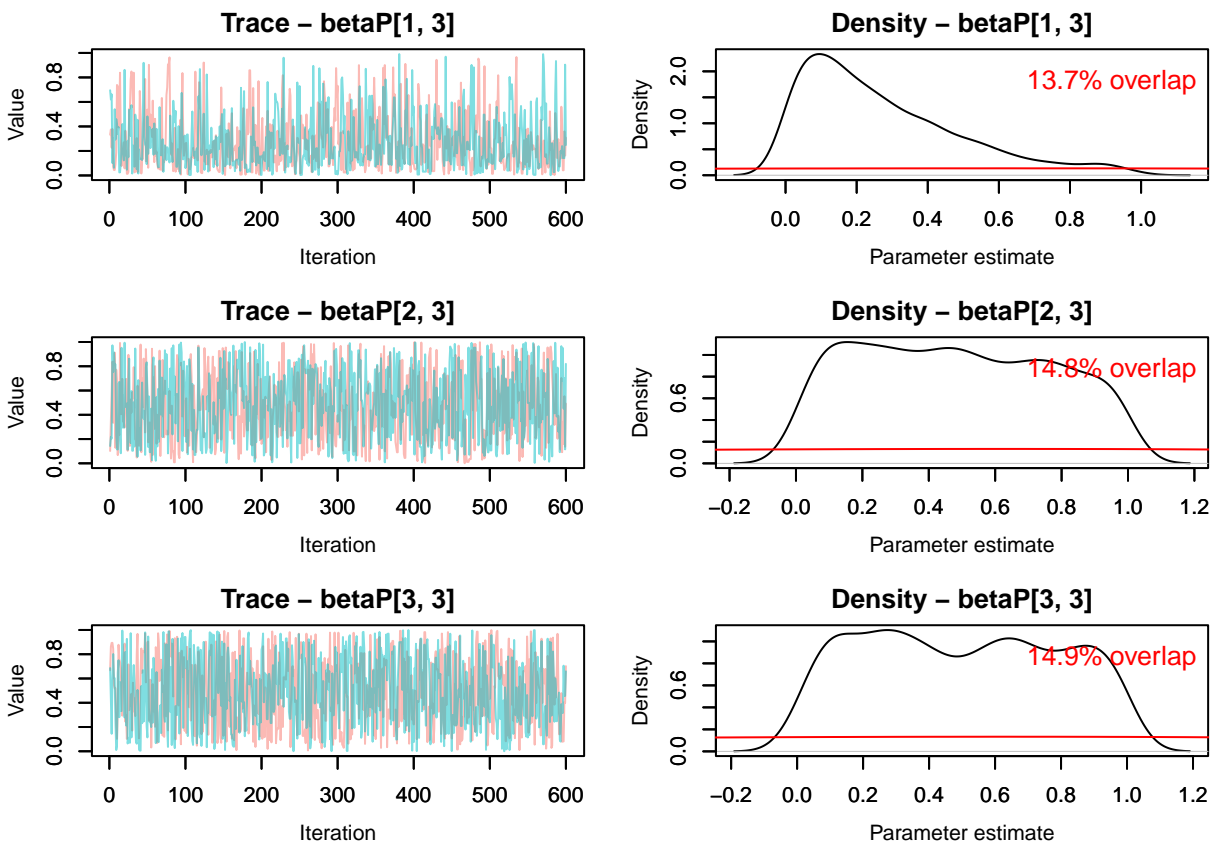 Trace – betaP[1, 3]
Value
0.0 0.4 0.8
0 100 200 300 400 500 600
Iteration
Density – betaP[1, 3]
13.7% overlap
Density
0.0 1.0 2.0
0.0 0.2 0.4 0.6 0.8 1.0
Parameter estimate
Trace – betaP[2, 3]
Value
0.0 0.4 0.8
0 100 200 300 400 500 600
Iteration
Density – betaP[2, 3]
14.8% overlap
Density
0.0 0.6
−0.2 0.0 0.2 0.4 0.6 0.8 1.0 1.2
Parameter estimate
Trace – betaP[3, 3]
Value
0.0 0.4 0.8
0 100 200 300 400 500 600
Iteration
Density – betaP[3, 3]
14.9% overlap
Density
0.0 0.6
−0.2 0.0 0.2 0.4 0.6 0.8 1.0 1.2
Parameter estimate